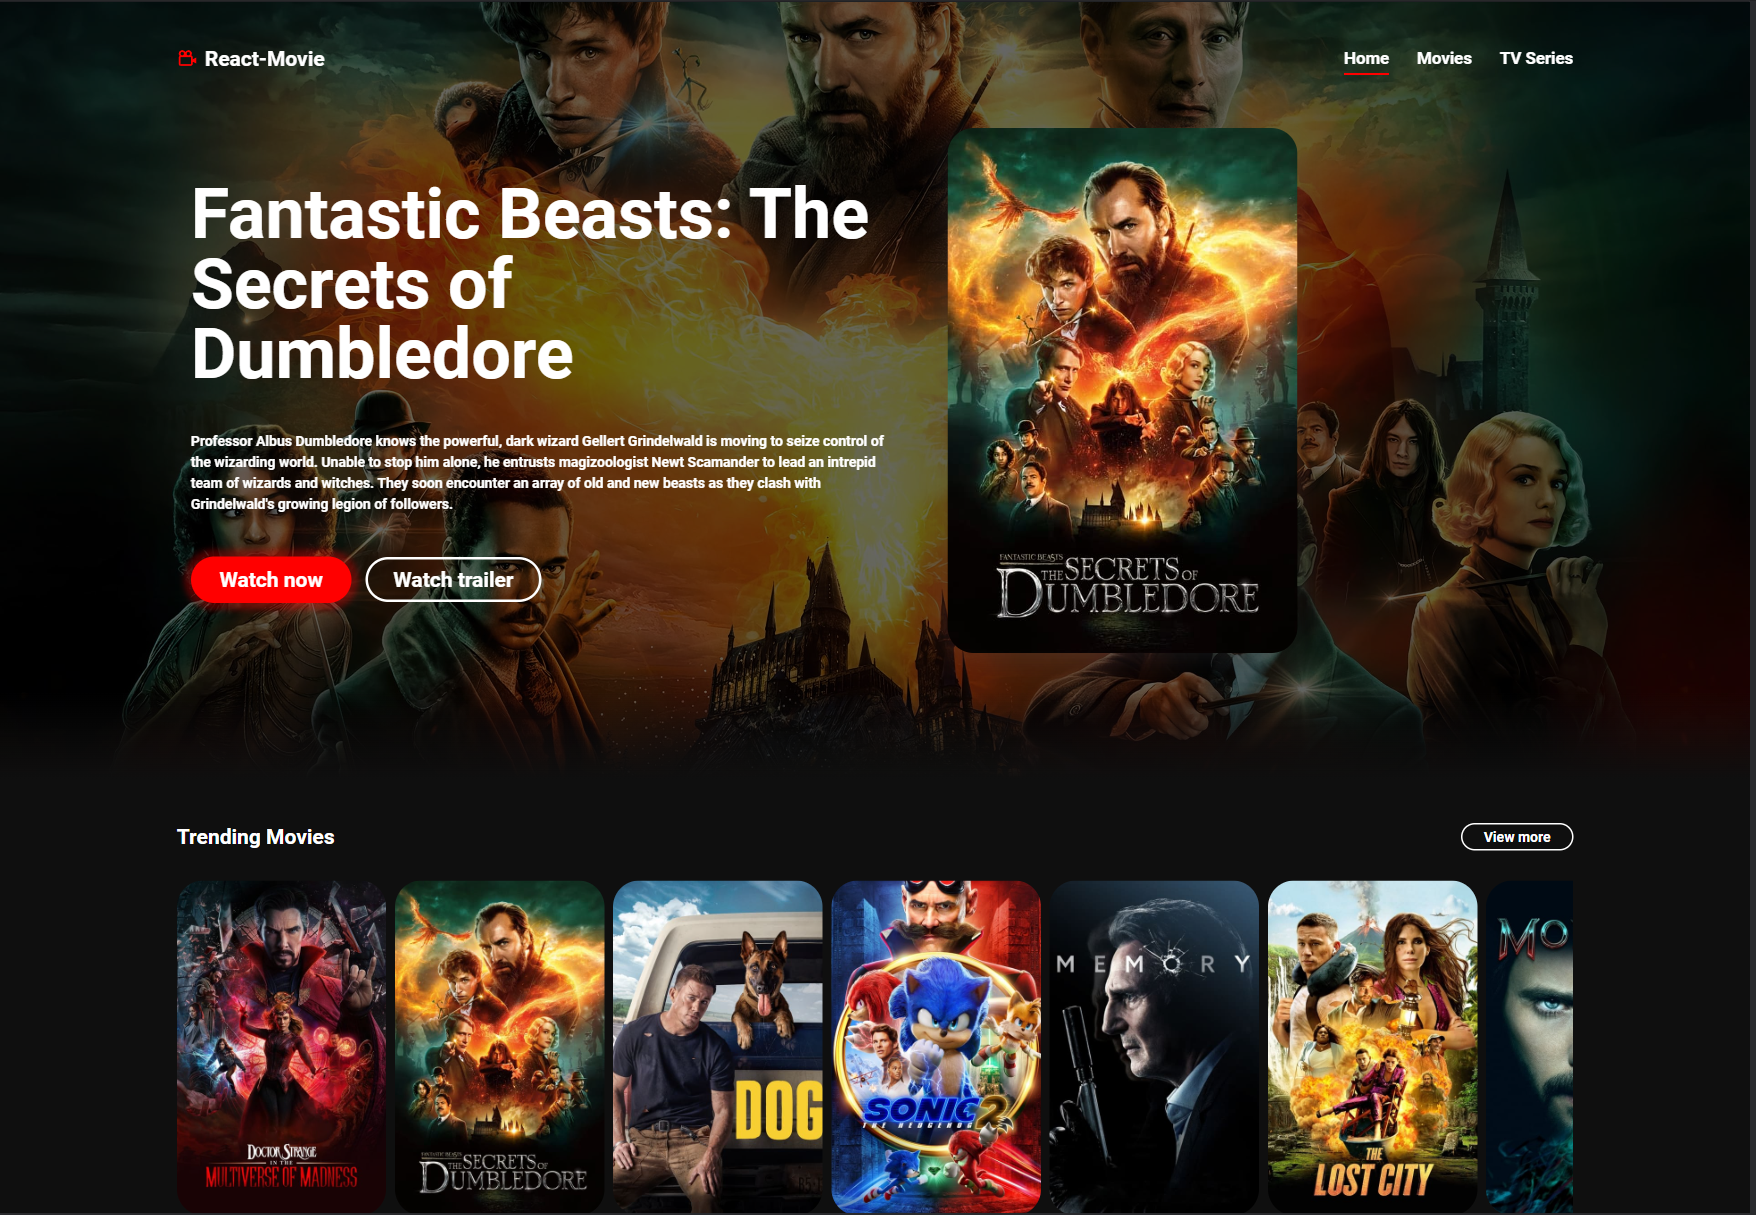 React-Movie
Home
Movies
TV Series
Fantastic Beasts: The
Secrets of
Dumbledore
Professor Albus Dumbledore knows the powerful, dark wizard Gellert Grindelwald is moving to seize control of
the wizarding world. Unable to stop him alone, he entrusts magizoologist Newt Scamander to lead an intrepid
team of wizards and witches. They soon encounter an array of old and new beasts as they clash with
Grindelwald's growing legion of followers.
Watch now
Watch trailer
FANTASTIC BEASTS
THE SECRETS OF
DUMBLEDORE
Trending Movies
View more
DOCTOR STRANGE
IN THE
MULTIVERSE OF MADNESS
FANTASTIC BEASTS
THE SECRETS OF
DUMBLEDORE
DOG
SONIC 2
THE HEDGEHOG
MEMORY
THE
LOST CITY
MO